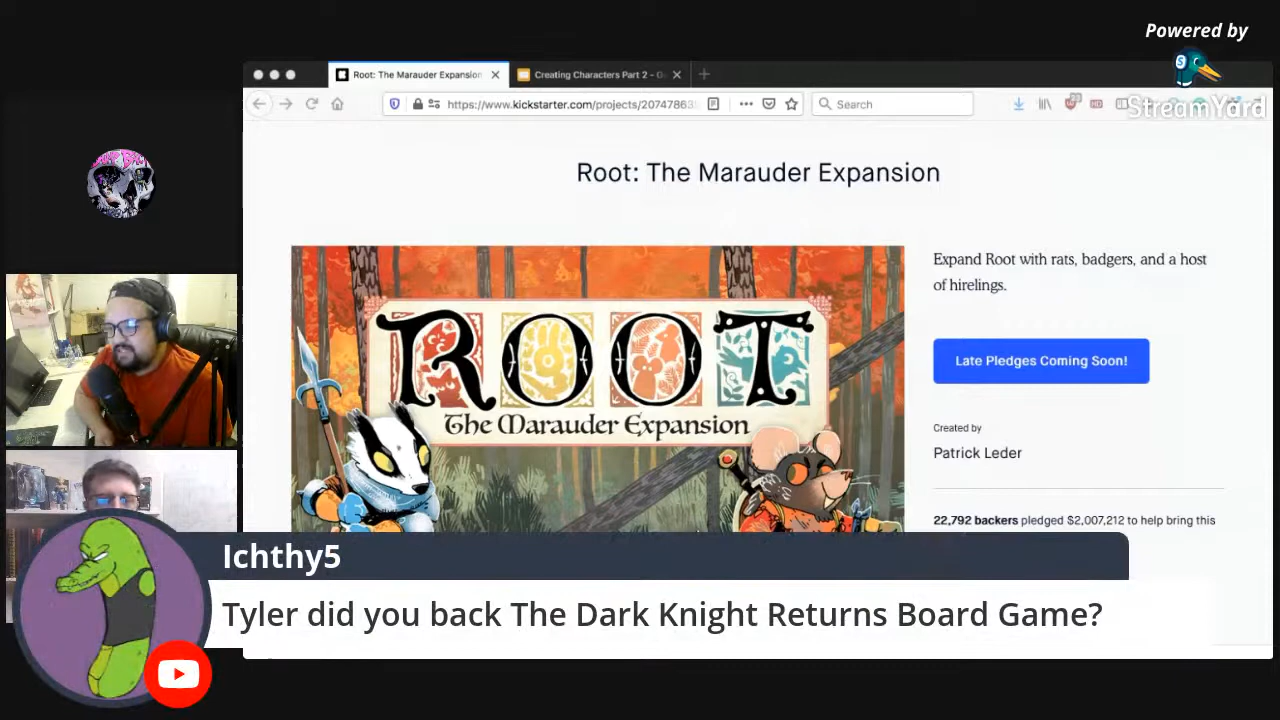 Powered by
StreamYard
Root: The Marauder Expansion
Creating Characters Part 2 - G
https://www.kickstarter.com/projects/20747863
Search
Root: The Marauder Expansion
ROOT
The Marauder Expansion
Expand Root with rats, badgers, and a host
of hirelings.
Late Pledges Coming Soon!
Created by
Patrick Leder
22,792 backers pledged $2,007,212 to help bring this
Ichthy5
Tyler did you back The Dark Knight Returns Board Game?